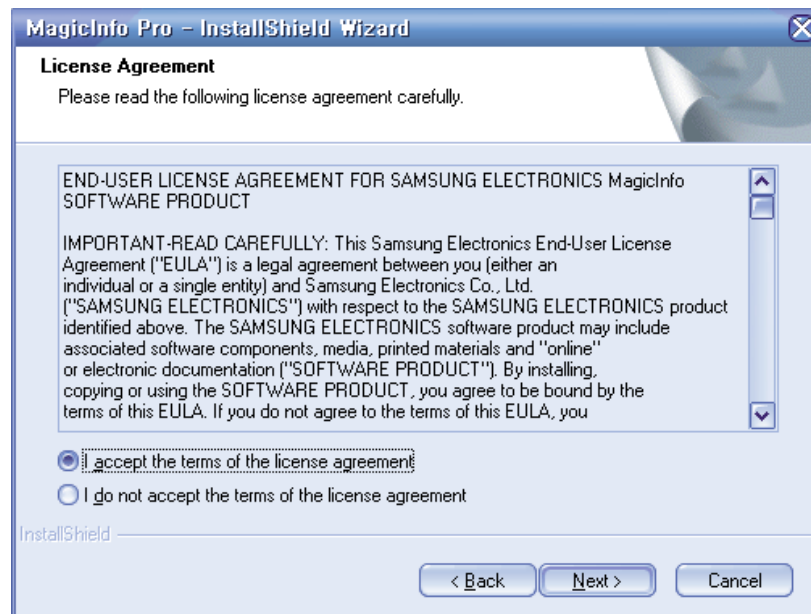 MagicInfo Pro - InstallShield Wizard
License Agreement
Please read the following license agreement carefully.
END-USER LICENSE AGREEMENT FOR SAMSUNG ELECTRONICS MagicInfo
SOFTWARE PRODUCT
IMPORTANT-READ CAREFULLY: This Samsung Electronics End-User License
Agreement ("EULA") is a legal agreement between you (either an
individual or a single entity) and Samsung Electronics Co., Ltd.
("SAMSUNG ELECTRONICS") with respect to the SAMSUNG ELECTRONICS product
identified above. The SAMSUNG ELECTRONICS software product may include
associated software components, media, printed materials and "online"
or electronic documentation ("SOFTWARE PRODUCT"). By installing,
copying or using the SOFTWARE PRODUCT, you agree to be bound by the
terms of this EULA. If you do not agree to the terms of this EULA, you
I accept the terms of the license agreement
I do not accept the terms of the license agreement
InstallShield
< Back Next > Cancel